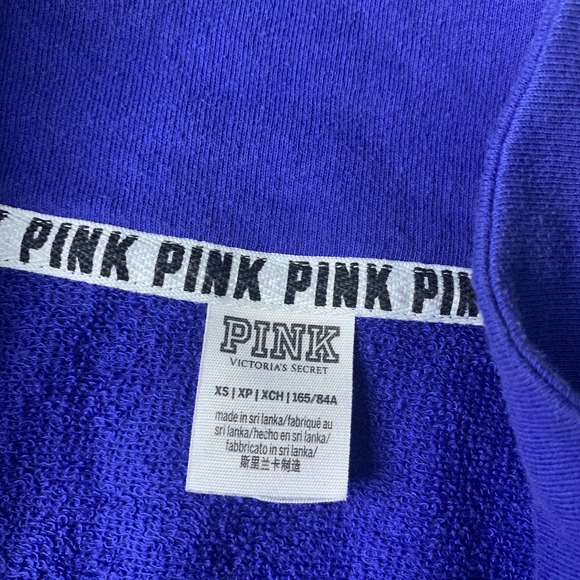 PINK PINK PINK PIN
PINK
VICTORIA'S SECRET
XS | XP | XCH | 165/84A
made in sri lanka/fabriqué au
sri lanka/hecho en sri lanka/
fabbricato in sri lanka/
斯里兰卡制造